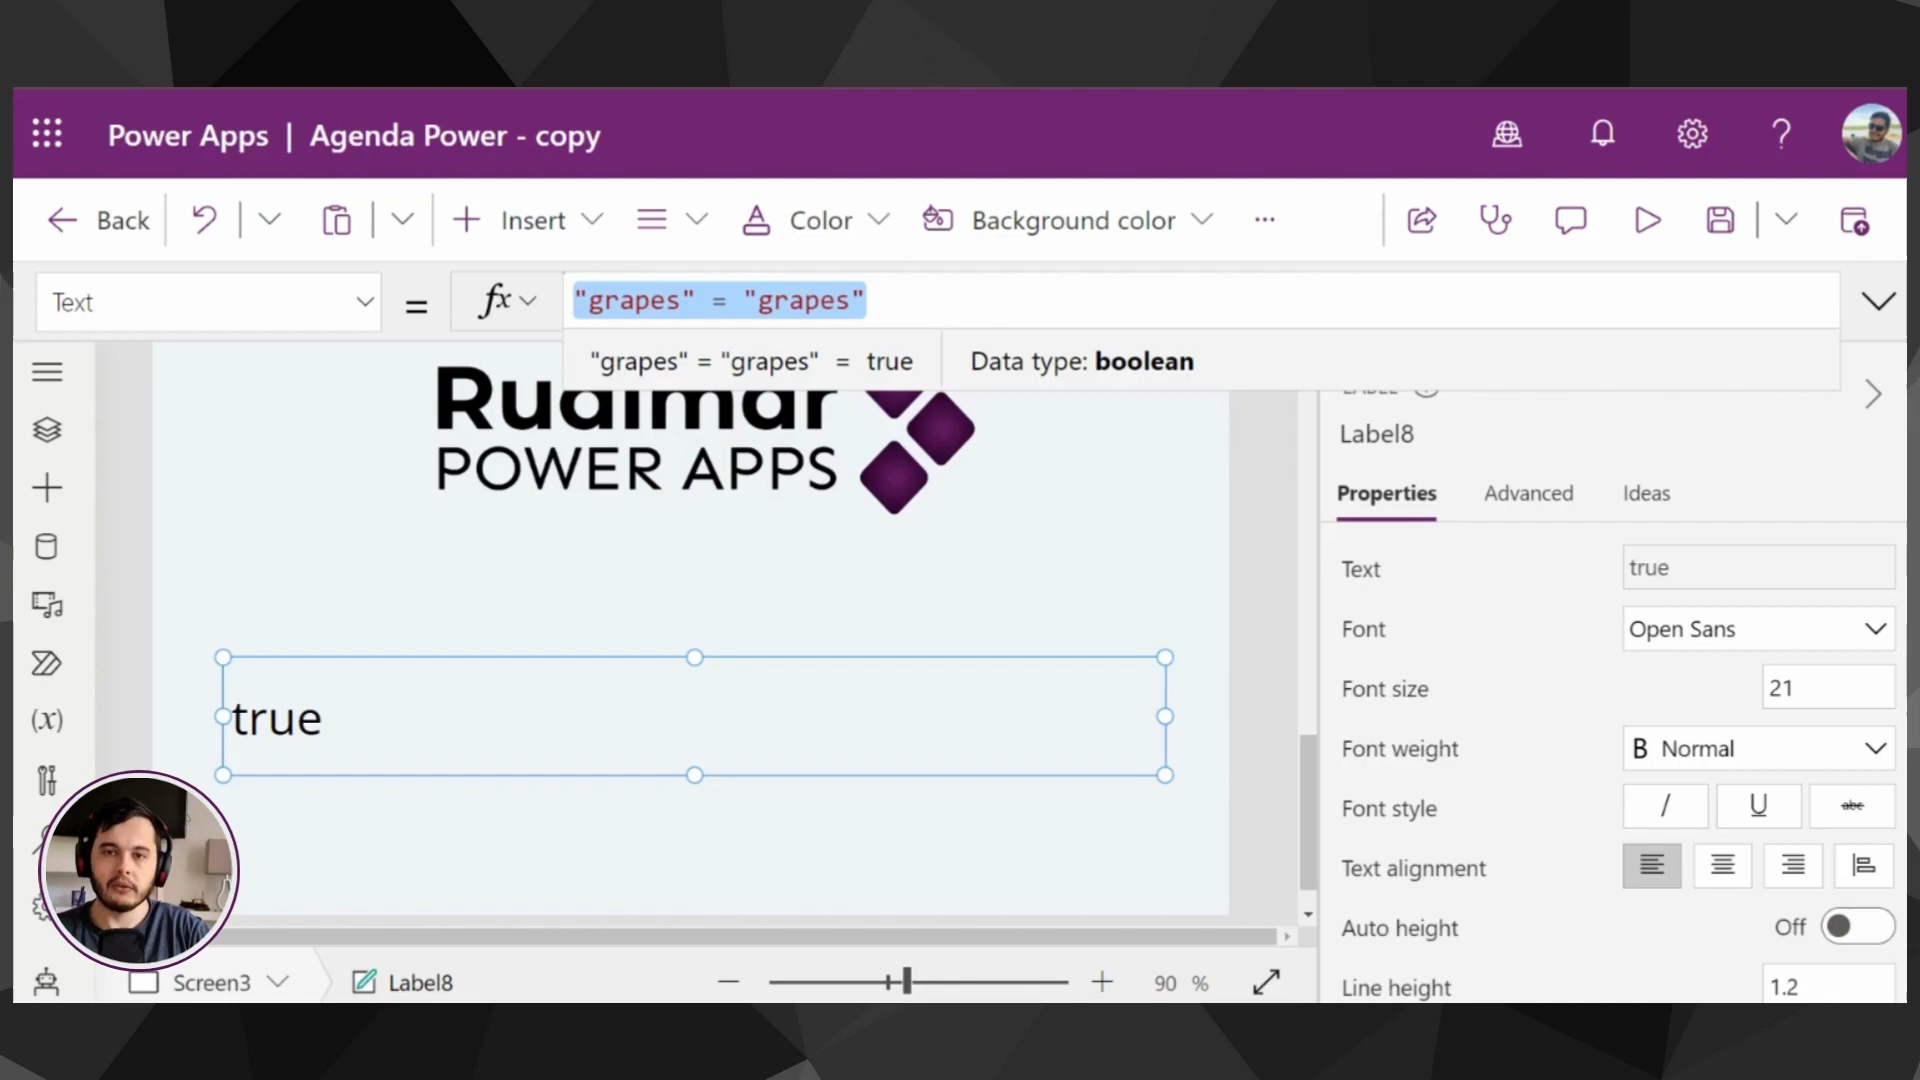 Power Apps | Agenda Power - copy
Back
Insert
Color
Background color
...
Text
=
fx
"grapes" = "grapes"
"grapes" = "grapes" = true
Data type: boolean
Rudimar
POWER APPS
Label8
Properties
Advanced
Ideas
Text
true
Font
Open Sans
Font size
21
Font weight
B Normal
Font style
/
U
abc
Text alignment
Auto height
Off
Line height
1.2
(x)
true
Screen3
Label8
90 %